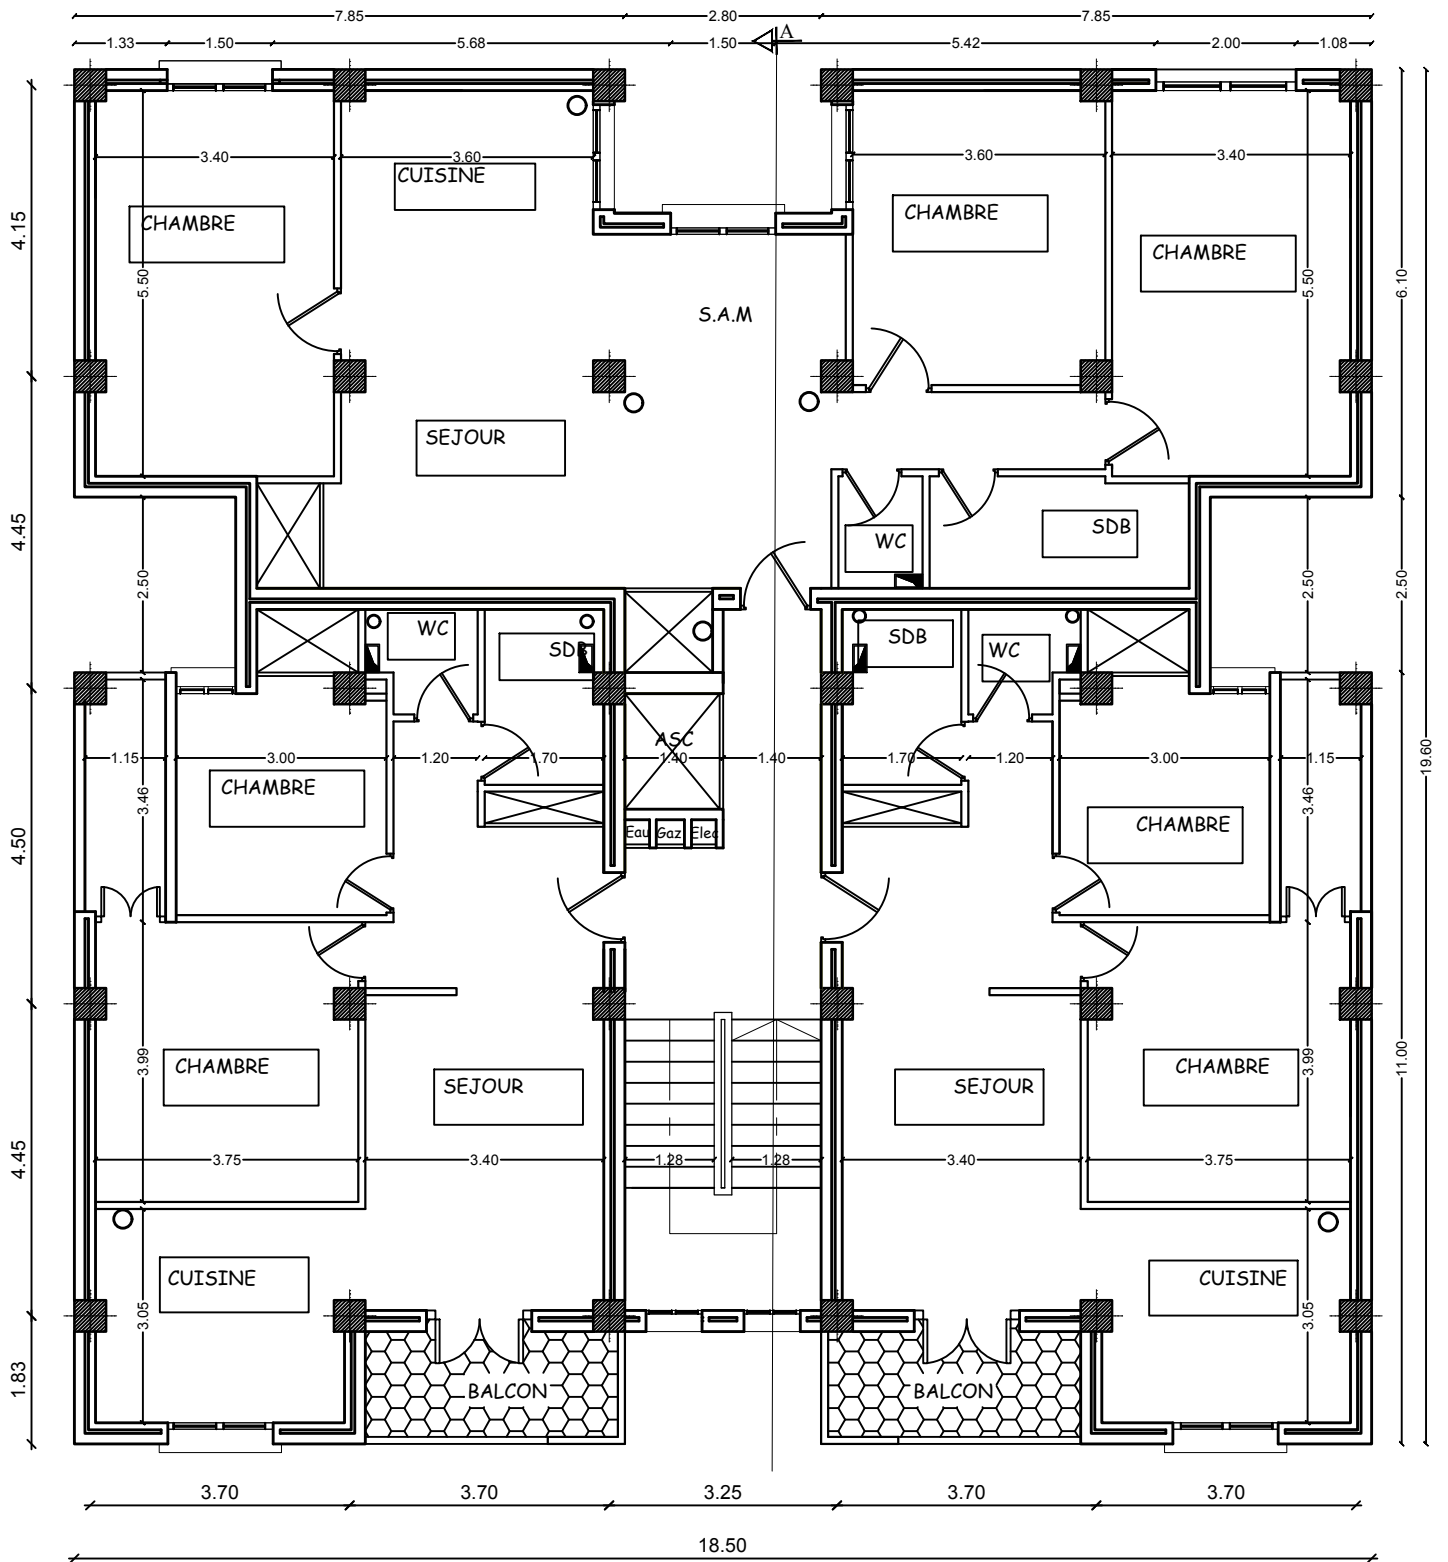 7.85 2.80 7.85
1.33 1.50 5.68 1.50 A 5.42 2.00 1.08
3.40 3.60 3.60 3.40
CUISINE
CHAMBRE CHAMBRE
CHAMBRE
4.15 5.50 5.50 6.10
S.A.M
SEJOUR
4.45 WC SDB
2.50 2.50 2.50
WC SDB SDB WC
ASC
1.15 3.00 1.20 1.70 1.40 1.40 1.70 1.20 3.00 1.15
19.60
CHAMBRE 3.46 3.46
CHAMBRE
4.50 Eau Gaz Elec
CHAMBRE 3.99 3.99 CHAMBRE 11.00
SEJOUR SEJOUR
4.45 3.75 3.40 1.28 1.28 3.40 3.75
CUISINE CUISINE
3.05 3.05
1.83 BALCON BALCON
3.70 3.70 3.25 3.70 3.70
18.50